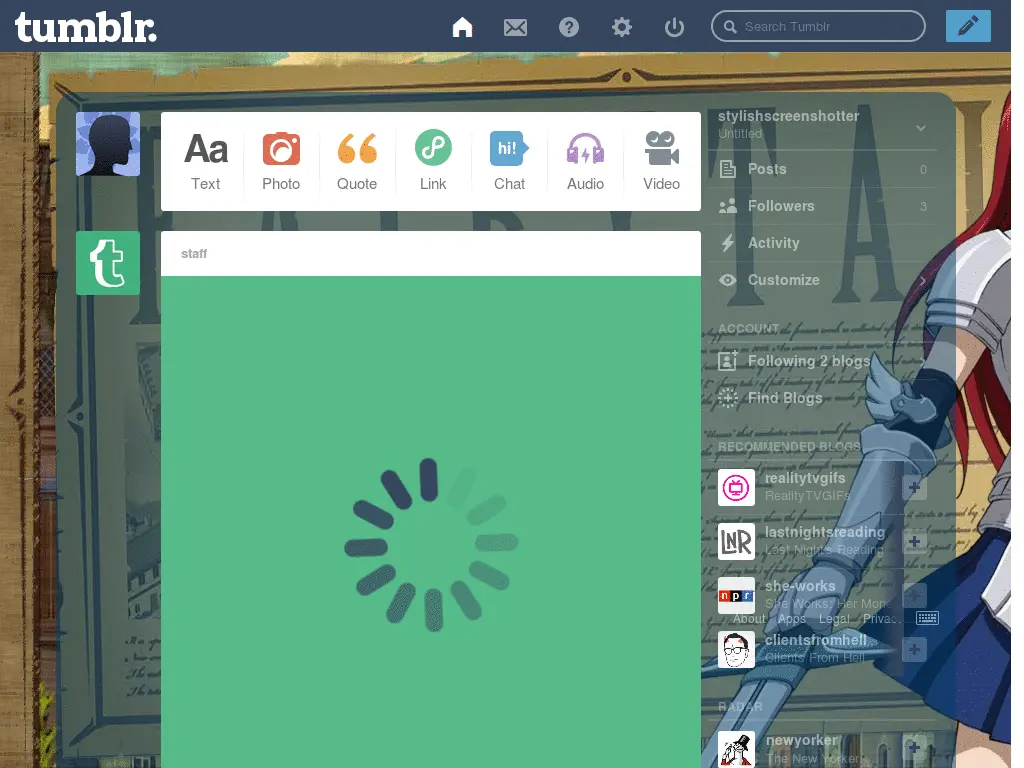 tumblr.
Search Tumblr
Aa
hi!
Text
Photo
Quote
Link
Chat
Audio
Video
stylishscreenshotter
Untitled
Posts
0
Followers
3
Activity
Customize
ACCOUNT
Following 2 blogs
Find Blogs
RECOMMENDED BLOGS
realitytvgifs
RealityTVGIFs
LNR
lastnightsreading
Last Nights Reading
npr
she-works
She Works: Her Mone
About
Apps
Legal
Priva..
clientsfromhell
Clients From Hell
RADAR
newyorker
The New Yorker
t
staff